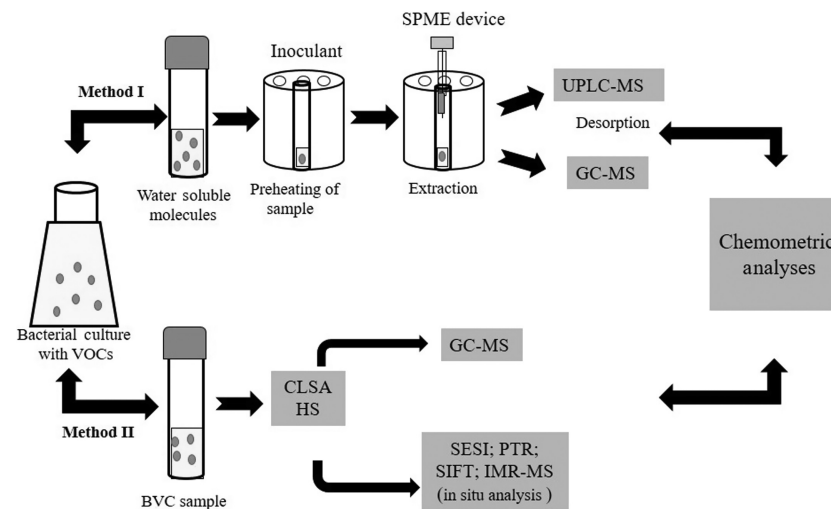 SPME device
Inoculant
Method I
UPLC-MS
Desorption
GC-MS
Water soluble
molecules
Preheating of
sample
Extraction
Chemometric
analyses
Bacterial culture
with VOCs
GC-MS
CLSA
HS
Method II
SESI; PTR;
SIFT; IMR-MS
(in situ analysis )
BVC sample